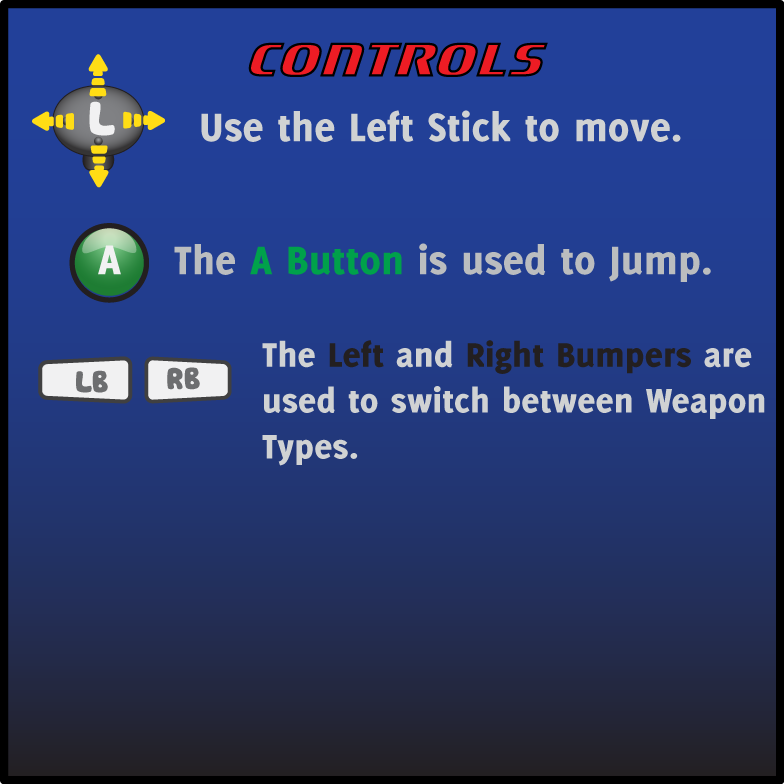 CONTROLS
L
Use the Left Stick to move.
A
The A Button is used to Jump.
LB RB
The Left and Right Bumpers are
used to switch between Weapon
Types.